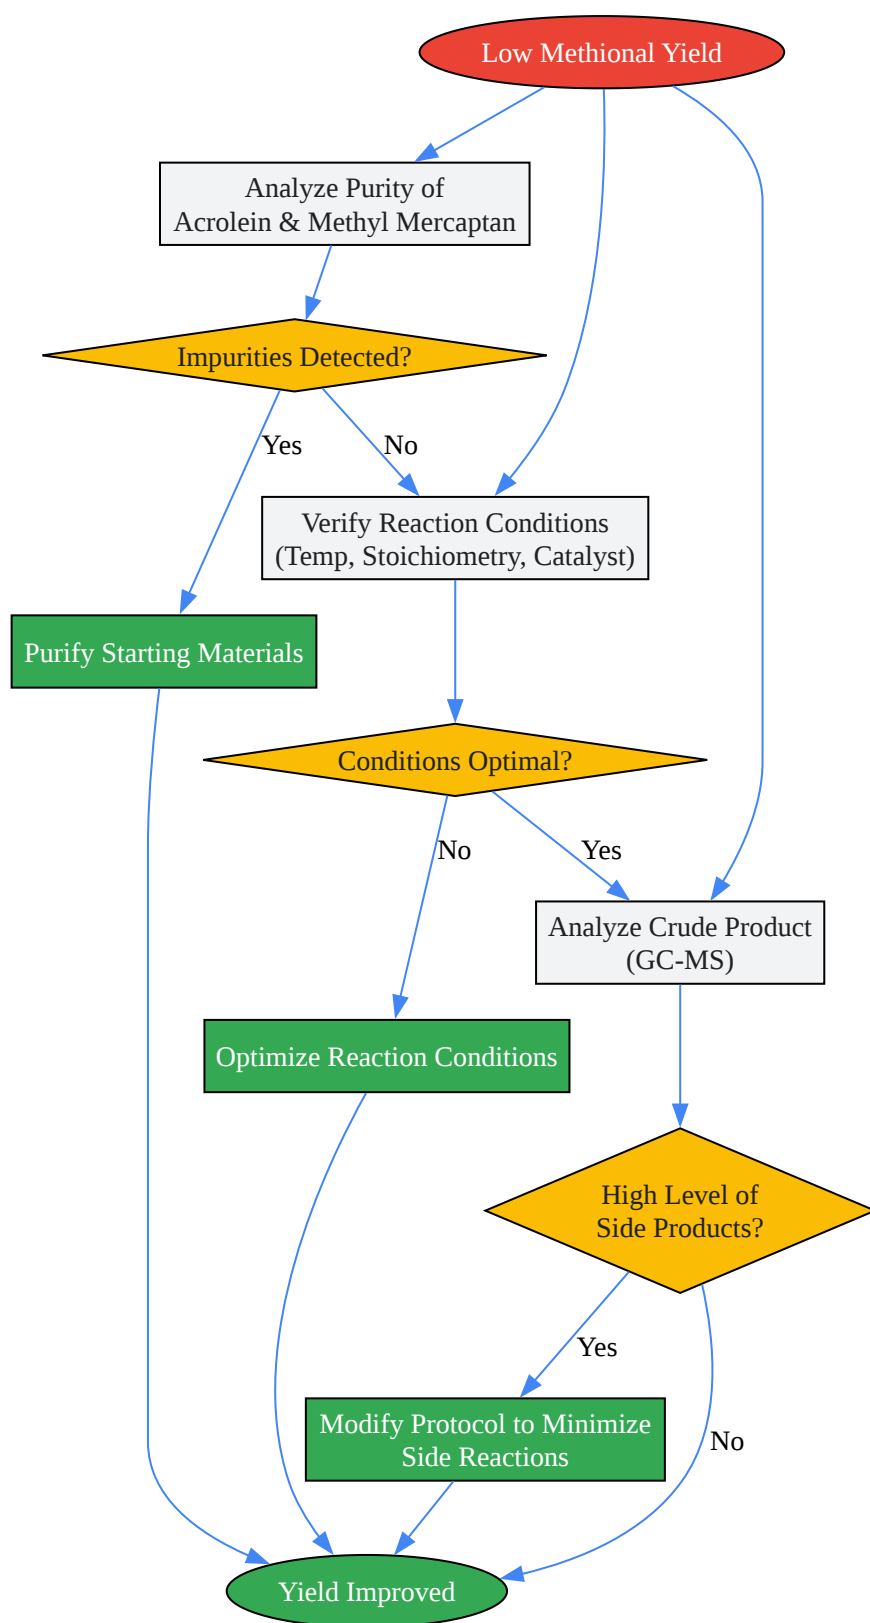 Low Methional Yield
Analyze Purity of
Acrolein & Methyl Mercaptan
Impurities Detected?
Yes
No
Verify Reaction Conditions
(Temp, Stoichiometry, Catalyst)
Purify Starting Materials
Conditions Optimal?
No
Yes
Analyze Crude Product
(GC-MS)
Optimize Reaction Conditions
High Level of
Side Products?
Yes
No
Modify Protocol to Minimize
Side Reactions
Yield Improved